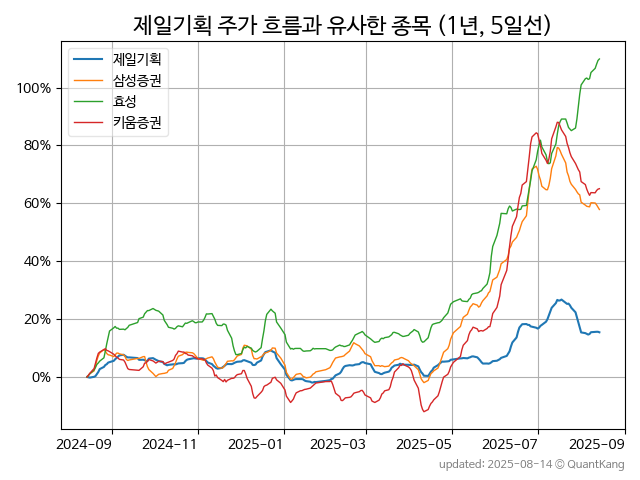 제일기획 주가 흐름과 유사한 종목 (1년, 5일선)
제일기획
삼성증권
효성
키움증권
100%
80%
60%
40%
20%
0%
2024-09 2024-11 2025-01 2025-03 2025-05 2025-07 2025-09
updated: 2025-08-14 © QuantKang